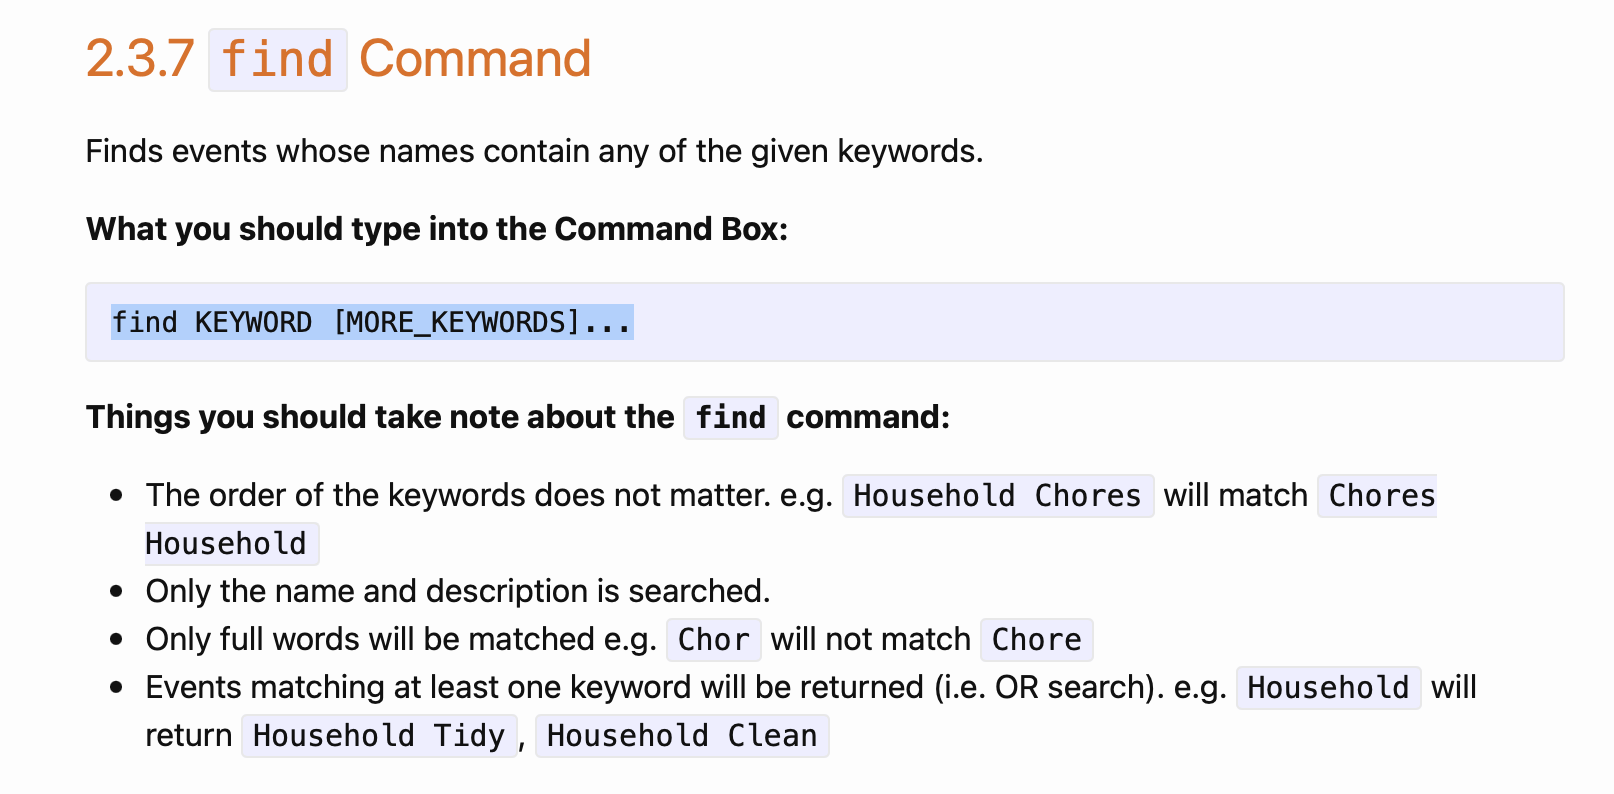 2.3.7 find Command
Finds events whose names contain any of the given keywords.
What you should type into the Command Box:
find KEYWORD [MORE_KEYWORDS]...
Things you should take note about the find command:
The order of the keywords does not matter. e.g. Household Chores will match Chores
Household
Only the name and description is searched.
Only full words will be matched e.g. Chor will not match Chore
Events matching at least one keyword will be returned (i.e. OR search). e.g. Household will
return Household Tidy, Household Clean